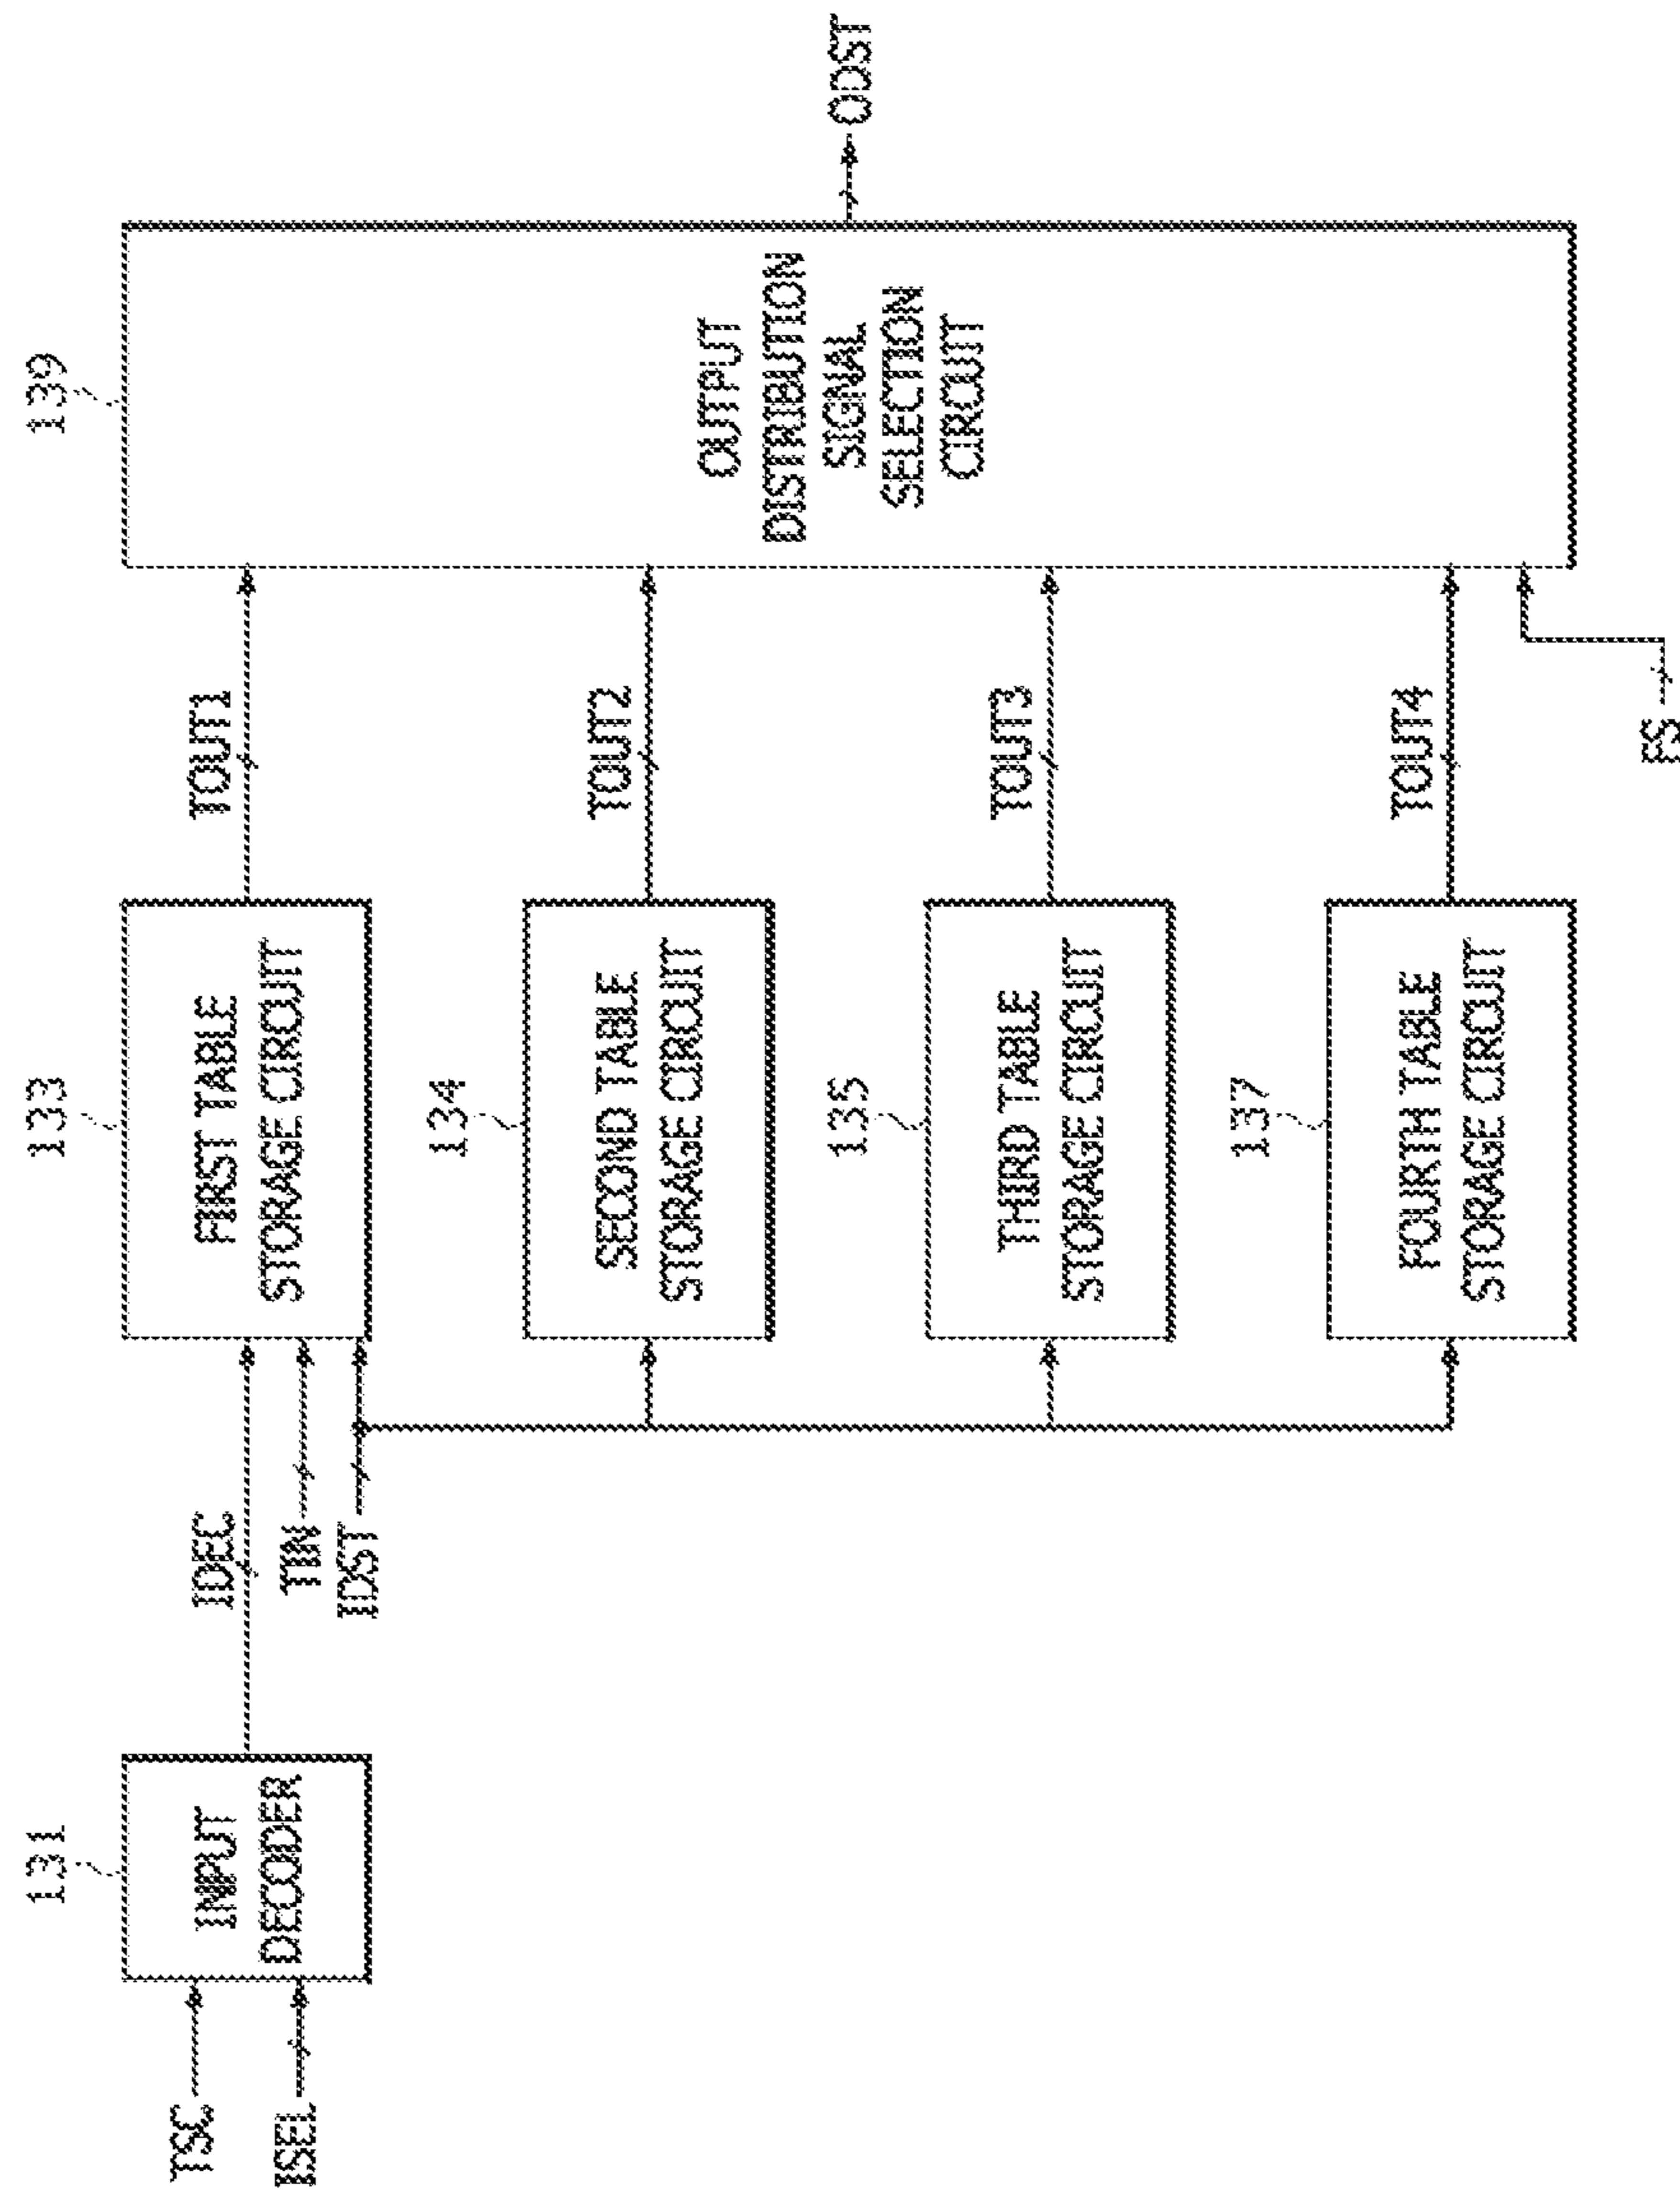 131
INPUT
DECODER
TSC
ISEL
IDEC
TIN
IDST
133
FIRST TABLE
STORAGE CIRCUIT
TOUT1
134
SECOND TABLE
STORAGE CIRCUIT
TOUT2
135
THIRD TABLE
STORAGE CIRCUIT
TOUT3
137
FOURTH TABLE
STORAGE CIRCUIT
TOUT4
FS
139
OUTPUT
DISTRIBUTION
SIGNAL
SELECTION
CIRCUIT
ODST